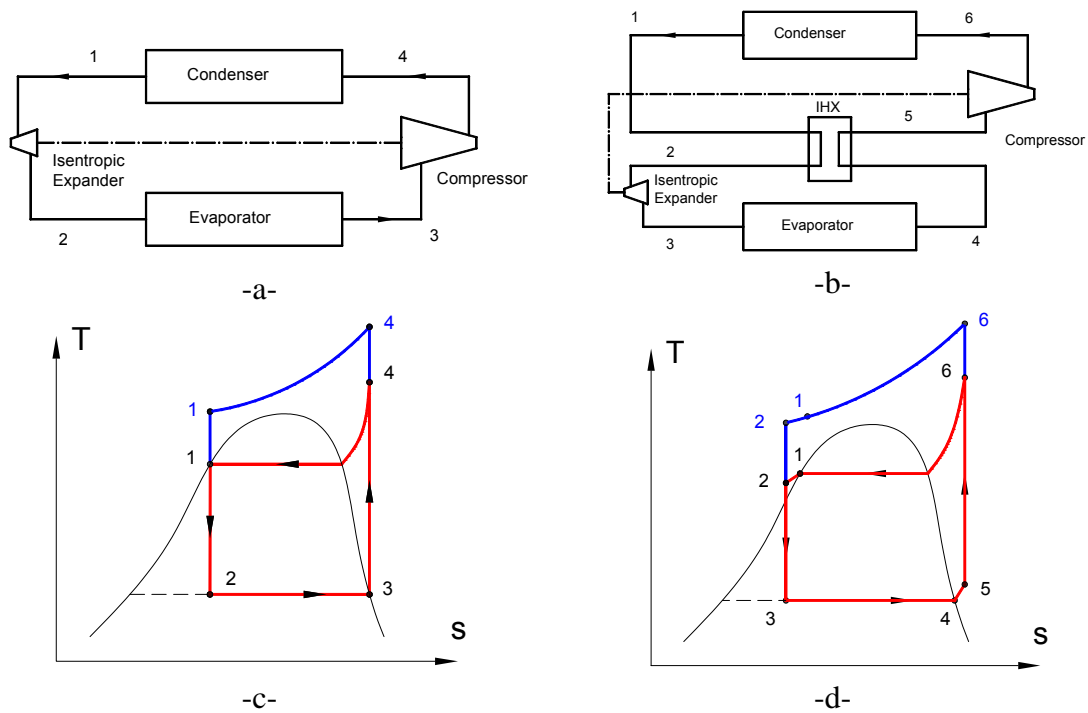 1
4
Condenser
Isentropic
Expander
Compressor
Evaporator
2
3
-a-
1
6
Condenser
IHX
5
Compressor
2
Isentropic
Expander
Evaporator
3
4
-b-
T
4
4
1
1
2
3
s
-c-
T
6
6
1
2
1
2
5
3
4
s
-d-